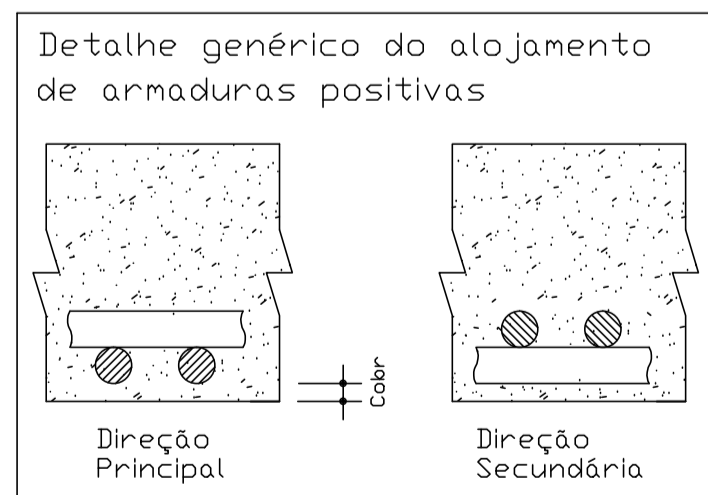 Detalhe genérico do alojamento
de armaduras positivas
Cobr
Direção
Principal
Direção
Secundária